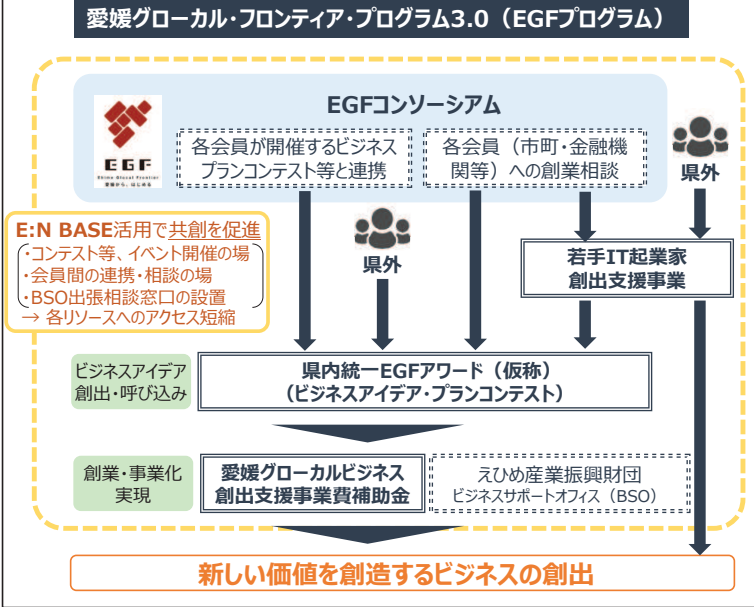 愛媛グローカル・フロンティア・プログラム3.0（EGFプログラム）
EGFコンソーシアム
EGF
Ehime Glocal Frontier
愛媛から、はじめる
各会員が開催するビジネス
プランコンテスト等と連携
各会員（市町・金融機
関等）への創業相談
県外
E:N BASE活用で共創を促進
・コンテスト等、イベント開催の場
・会員間の連携・相談の場
・BSO出張相談窓口の設置
→ 各リソースへのアクセス短縮
県外
若手IT起業家
創出支援事業
ビジネスアイデア
創出・呼び込み
県内統一EGFアワード（仮称）
（ビジネスアイデア・プランコンテスト）
創業・事業化
実現
愛媛グローカルビジネス
創出支援事業費補助金
えひめ産業振興財団
ビジネスサポートオフィス（BSO）
新しい価値を創造するビジネスの創出